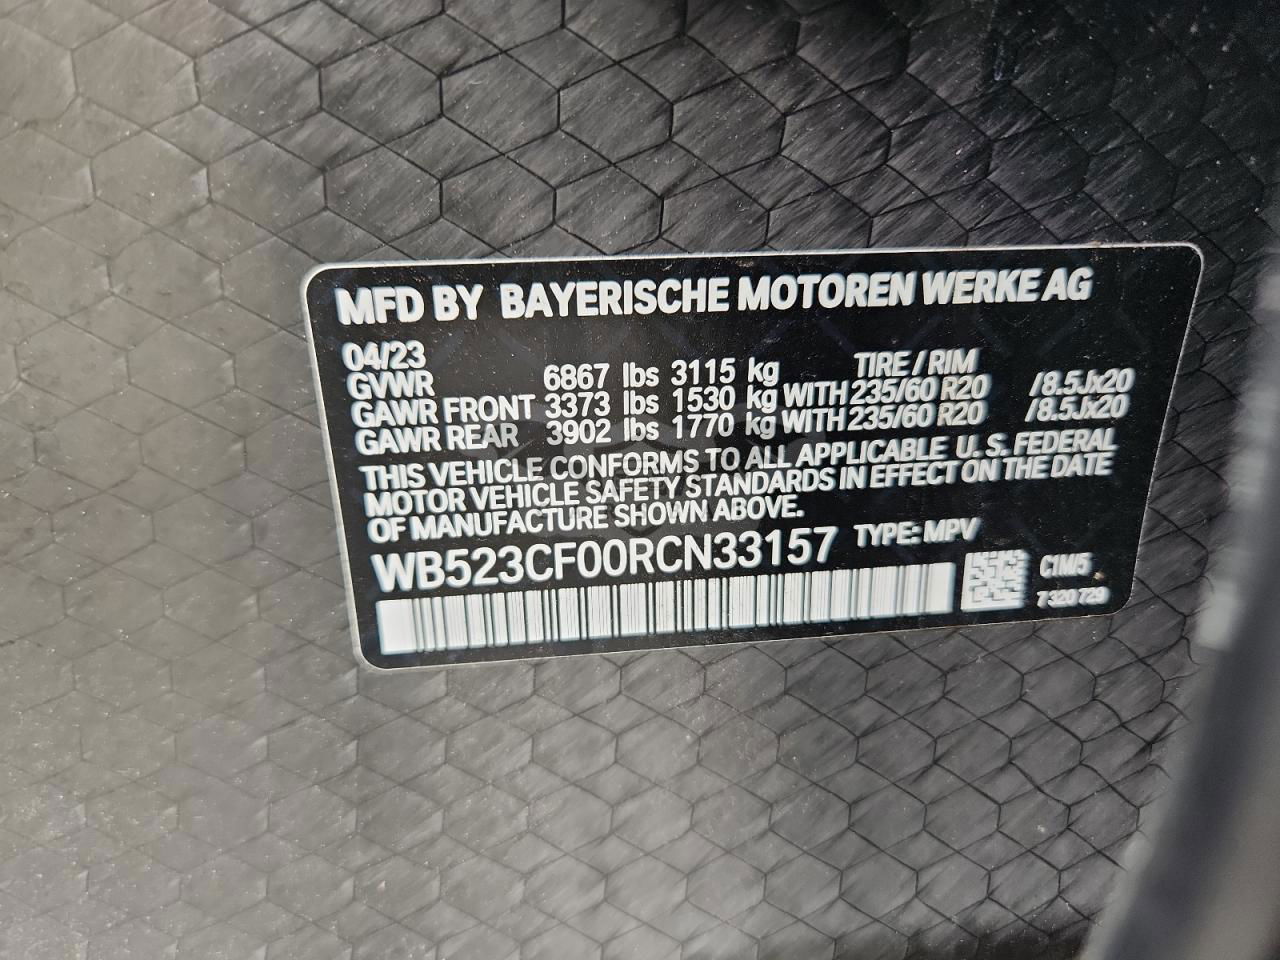 MFD BY BAYERISCHE MOTOREN WERKE AG
04/23
TIRE / RIM
GVWR 6867 lbs 3115 kg
GAWR FRONT 3373 lbs 1530 kg WITH 235/60 R20 /8.5Jx20
GAWR REAR 3902 lbs 1770 kg WITH 235/60 R20 /8.5Jx20
THIS VEHICLE CONFORMS TO ALL APPLICABLE U. S. FEDERAL
MOTOR VEHICLE SAFETY STANDARDS IN EFFECT ON THE DATE
OF MANUFACTURE SHOWN ABOVE.
WB523CF00RCN33157 TYPE: MPV
C1M/5
7 320 729